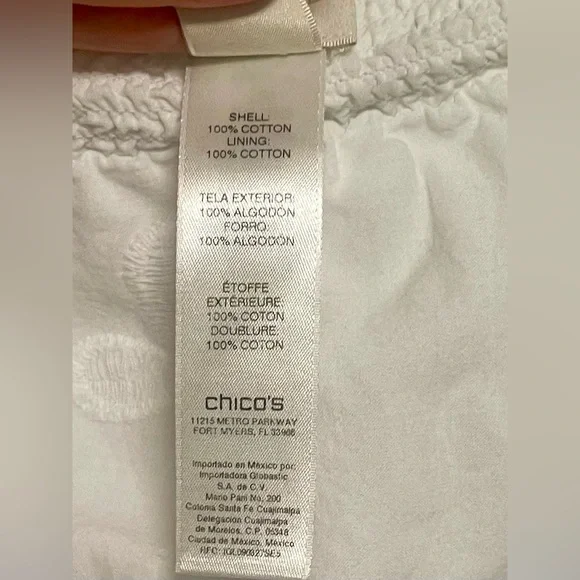 SHELL:
100% COTTON
LINING:
100% COTTON
TELA EXTERIOR:
100% ALGODÓN
FORRO:
100% ALGODÓN
ÉTOFFE
EXTÉRIEURE:
100% COTON
DOUBLURE:
100% COTON
chico's
11215 METRO PARKWAY
FORT MYERS, FL 33966
Importado en México por:
Importadora Globastic
S.A. de C.V.
Mario Pani No. 200
Colonia Santa Fé Cuajimalpa
Delegación Cuajimalpa
de Morelos, C.P. 05348
Ciudad de México, México
RFC: